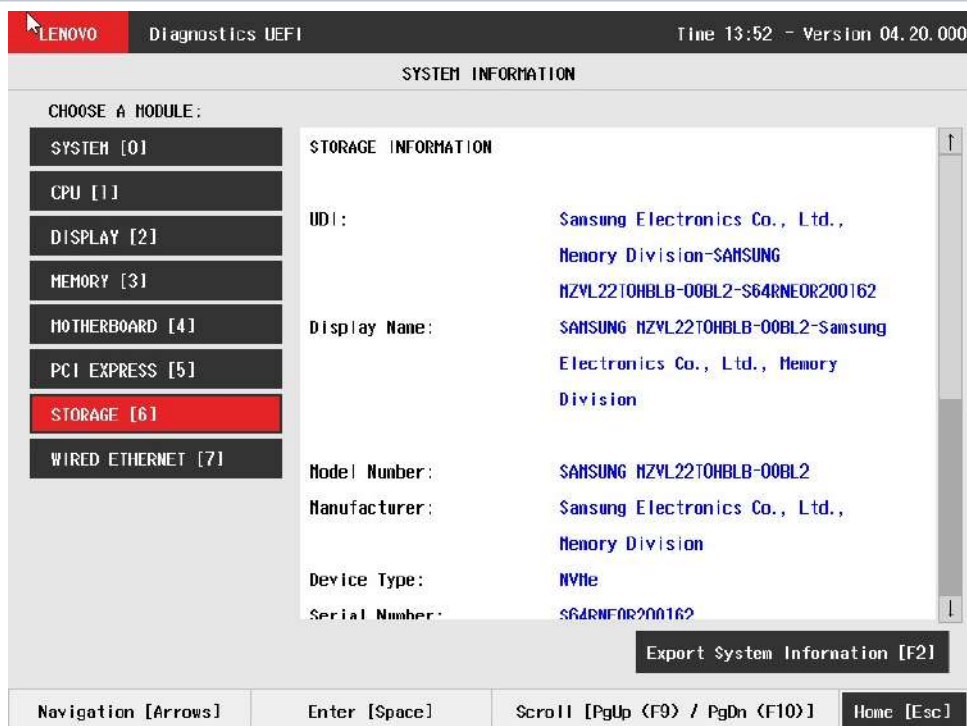 LENOVO Diagnostics UEFI Time 13:52 - Version 04.20.000
SYSTEM INFORMATION
CHOOSE A MODULE:
SYSTEM [0]
CPU [1]
DISPLAY [2]
MEMORY [3]
MOTHERBOARD [4]
PCI EXPRESS [5]
STORAGE [6]
WIRED ETHERNET [7]
STORAGE INFORMATION
UDI: Samsung Electronics Co., Ltd.,
Memory Division-SAMSUNG
MZVL22T0HBLB-00BL2-S64RNE0R200162
Display Name: SAMSUNG MZVL22T0HBLB-00BL2-Samsung
Electronics Co., Ltd., Memory
Division
Model Number: SAMSUNG MZVL22T0HBLB-00BL2
Manufacturer: Samsung Electronics Co., Ltd.,
Memory Division
Device Type: NVMe
Serial Number: S64RNE0R200162
Export System Information [F2]
Navigation [Arrows] Enter [Space] Scroll [PgUp (F9) / PgDn (F10)] Home [Esc]